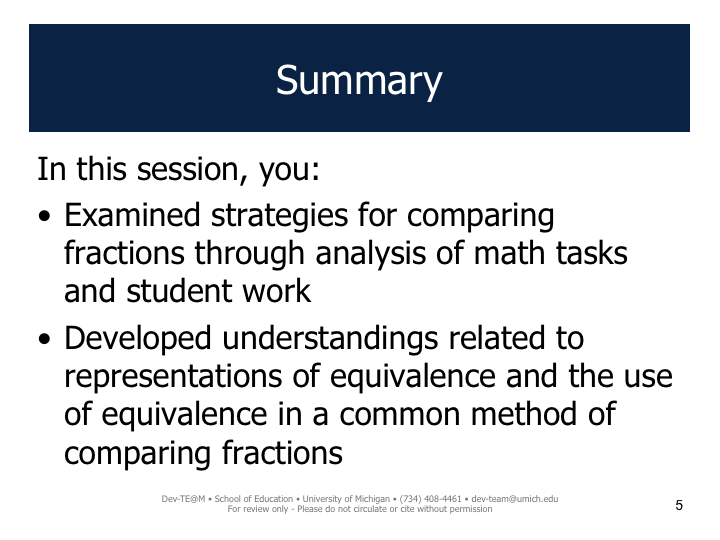 Summary
In this session, you:
• Examined strategies for comparing
fractions through analysis of math tasks
and student work
• Developed understandings related to
representations of equivalence and the use
of equivalence in a common method of
comparing fractions
Dev-TE@M • School of Education • University of Michigan • (734) 408-4461 • dev-team@umich.edu
For review only - Please do not circulate or cite without permission
5